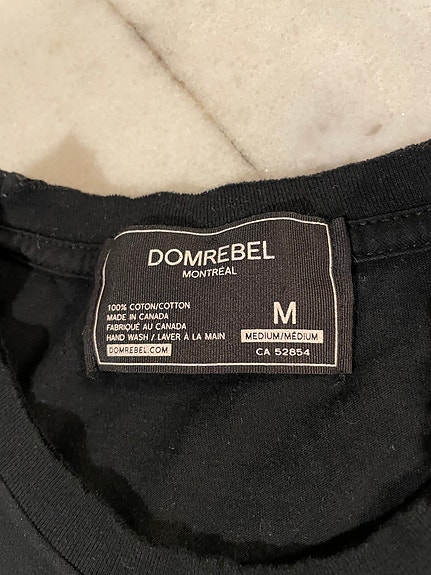 DOMREBEL
MONTRÉAL
100% COTON/COTTON
MADE IN CANADA
FABRIQUÉ AU CANADA
HAND WASH / LAVER À LA MAIN
DOMREBEL.COM
M
MEDIUM/MÉDIUM
CA 52854